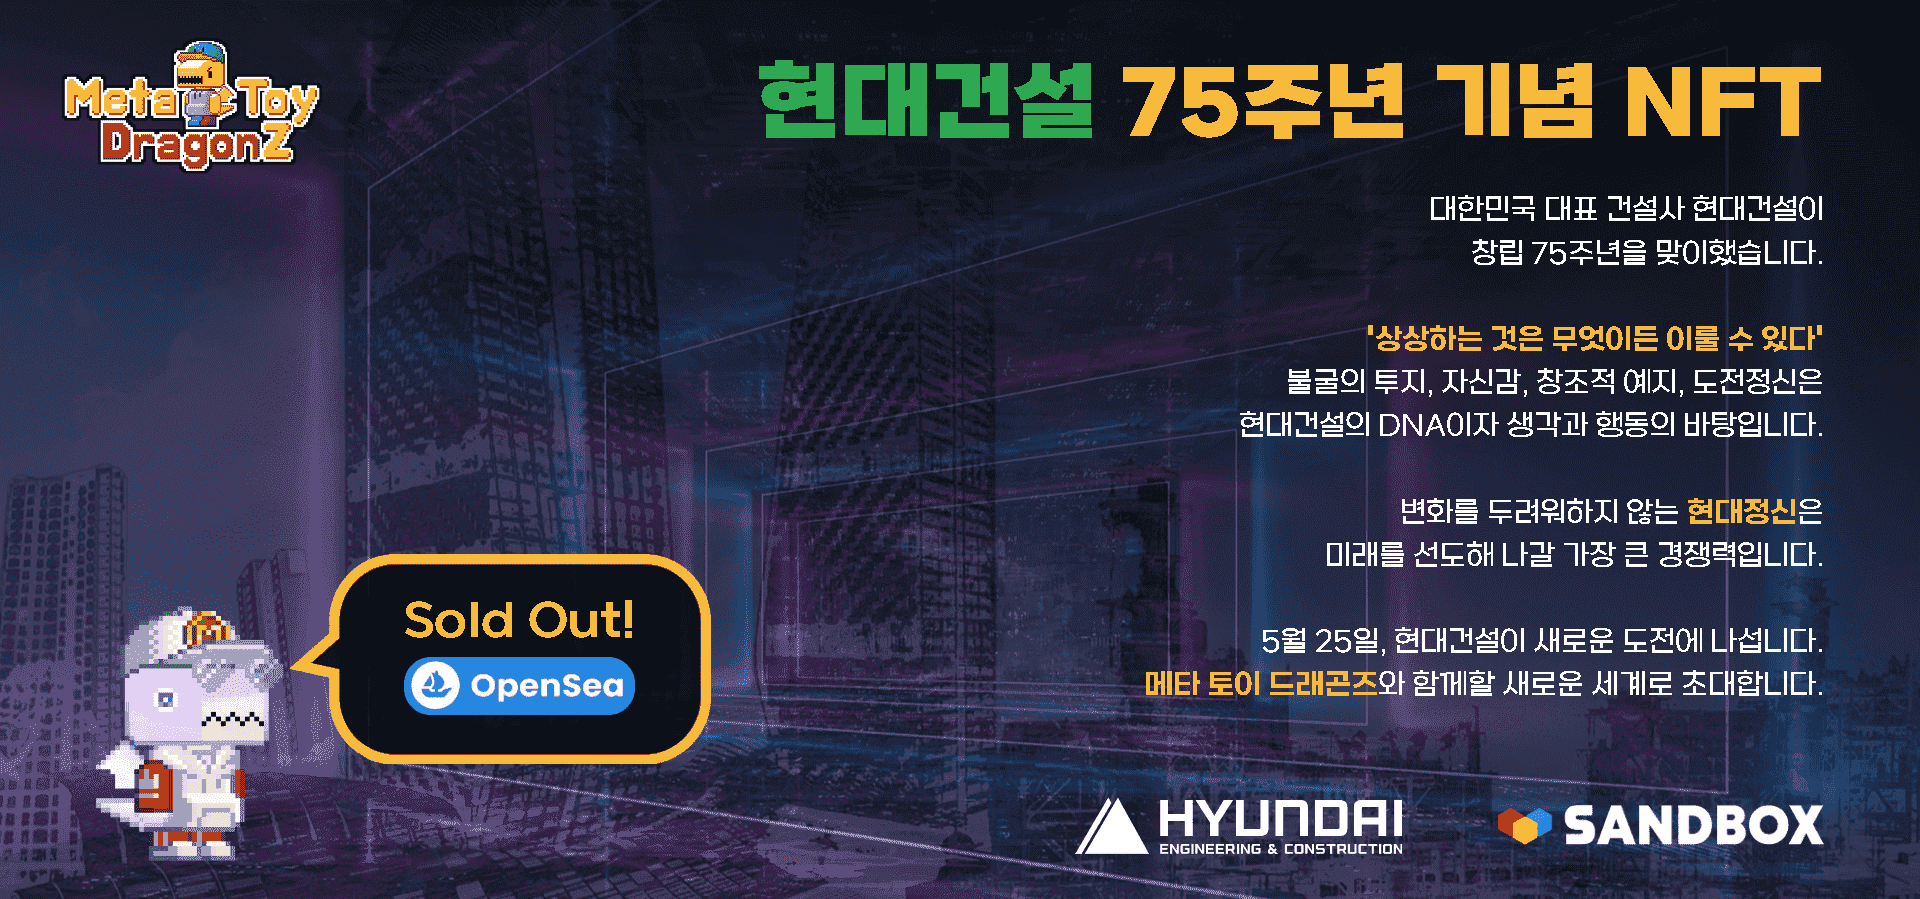 Meta Toy
DragonZ
현대건설 75주년 기념 NFT
대한민국 대표 건설사 현대건설이
창립 75주년을 맞이했습니다.
'상상하는 것은 무엇이든 이룰 수 있다'
불굴의 투지, 자신감, 창조적 예지, 도전정신은
현대건설의 DNA이자 생각과 행동의 바탕입니다.
변화를 두려워하지 않는 현대정신은
미래를 선도해 나갈 가장 큰 경쟁력입니다.
5월 25일, 현대건설이 새로운 도전에 나섭니다.
메타 토이 드래곤즈와 함께할 새로운 세계로 초대합니다.
Sold Out!
OpenSea
HYUNDAI
ENGINEERING & CONSTRUCTION
SANDBOX